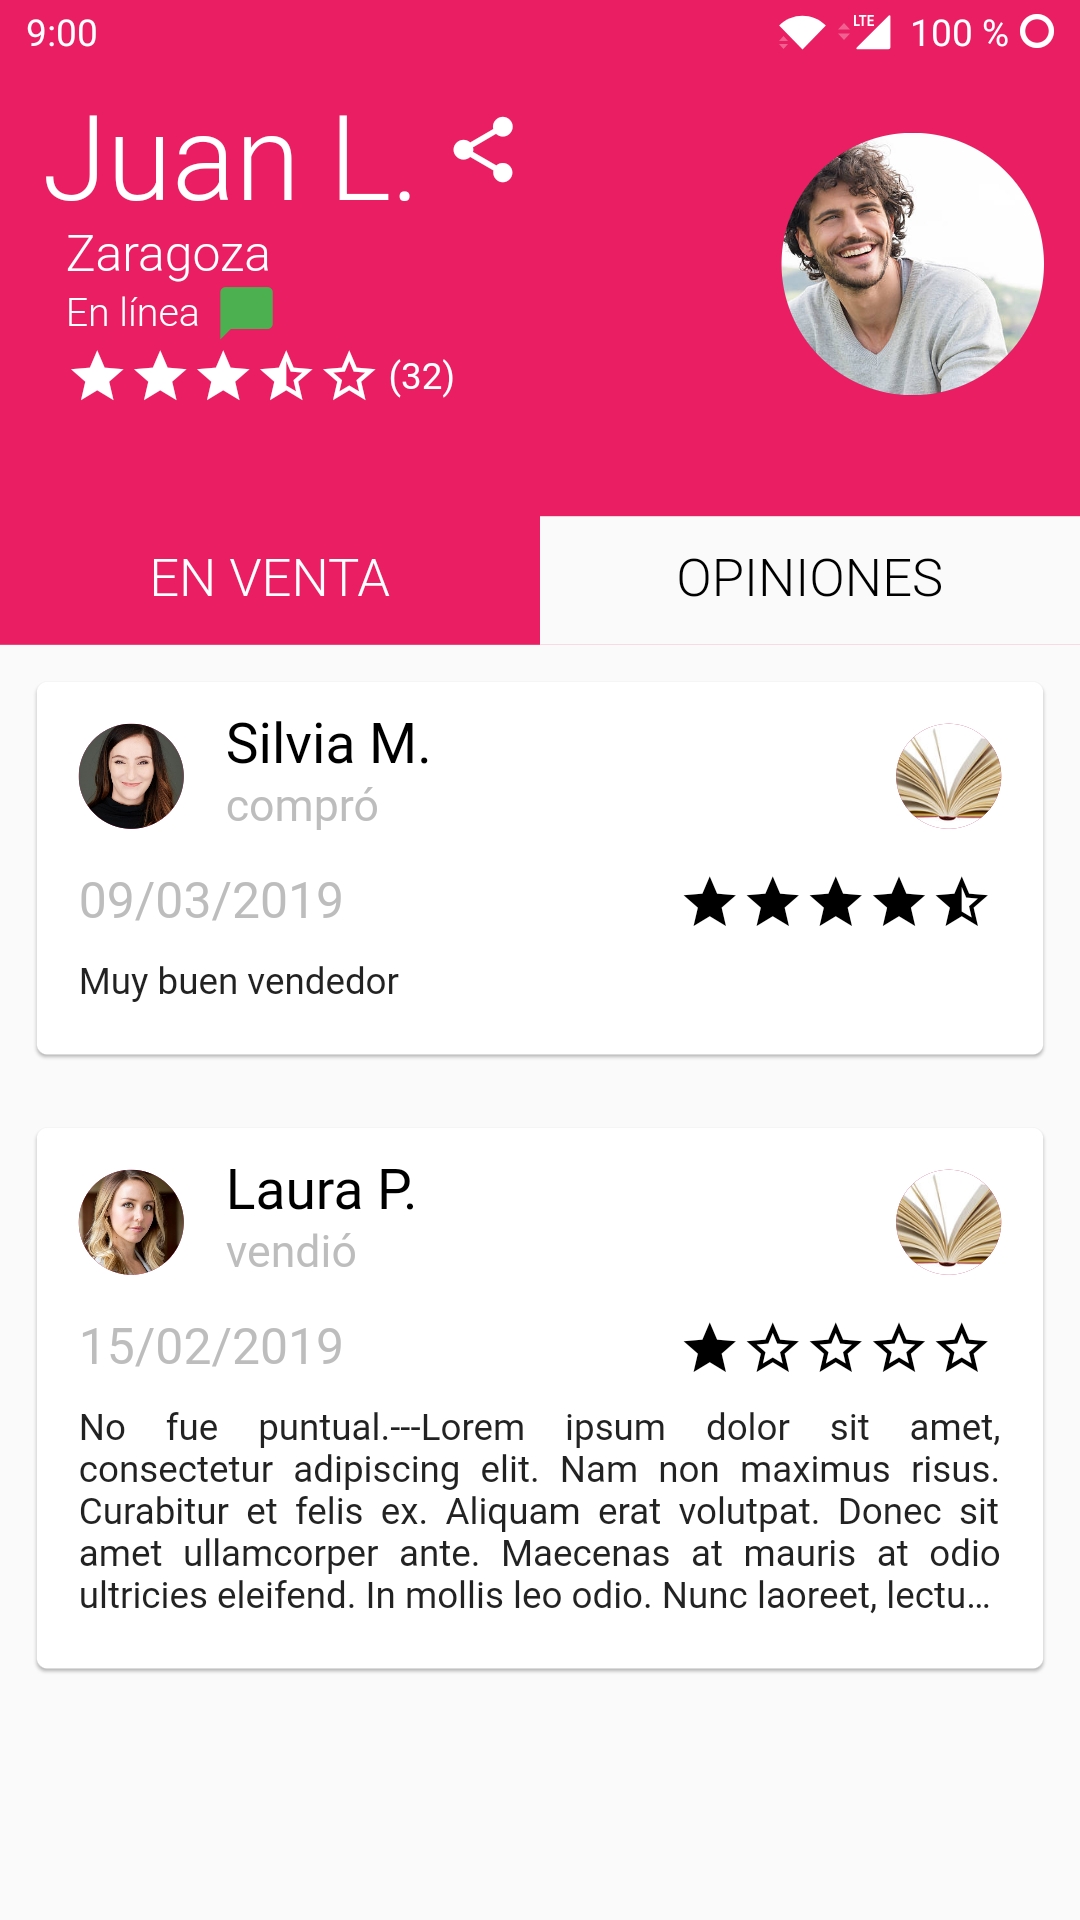 9:00
LTE
100 %
Juan L.
Zaragoza
En línea
(32)
EN VENTA
OPINIONES
Silvia M.
compró
09/03/2019
Muy buen vendedor
Laura P.
vendió
15/02/2019
No fue puntual.---Lorem ipsum dolor sit amet,
consectetur adipiscing elit. Nam non maximus risus.
Curabitur et felis ex. Aliquam erat volutpat. Donec sit
amet ullamcorper ante. Maecenas at mauris at odio
ultricies eleifend. In mollis leo odio. Nunc laoreet, lectu…